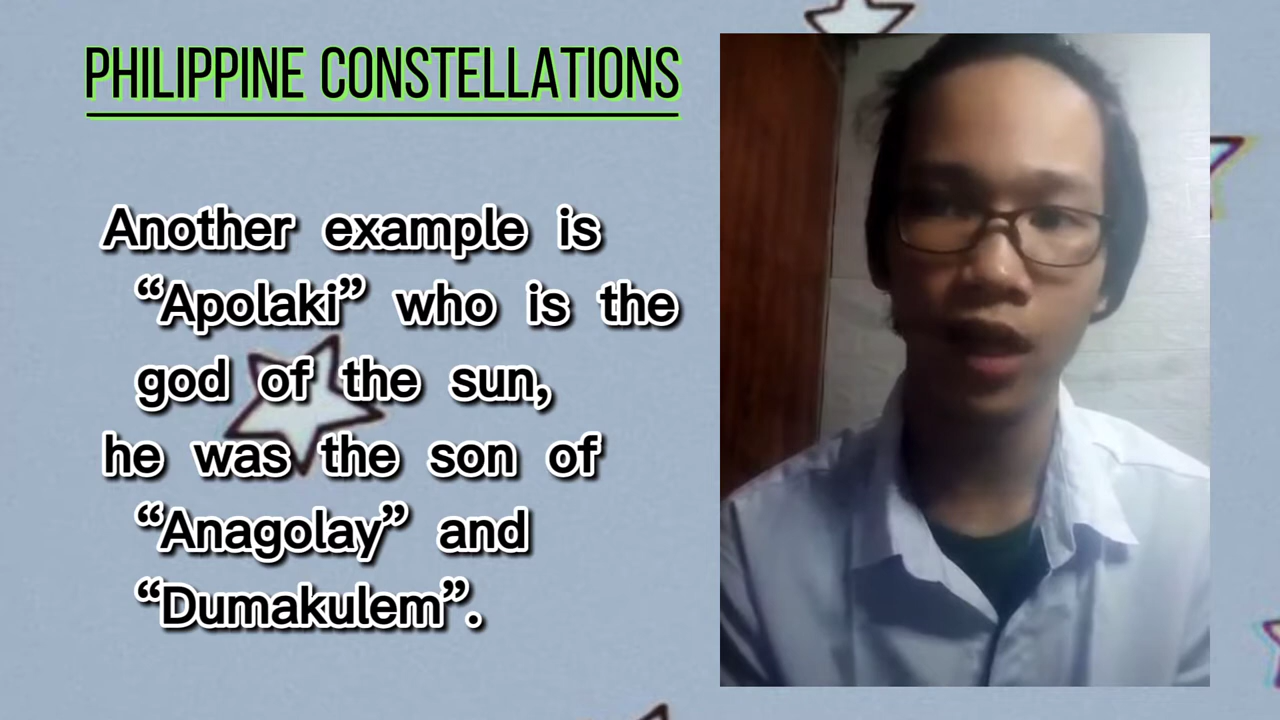 PHILIPPINE CONSTELLATIONS
Another example is
“Apolaki” who is the
god of the sun,
he was the son of
“Anagolay” and
“Dumakulem”.